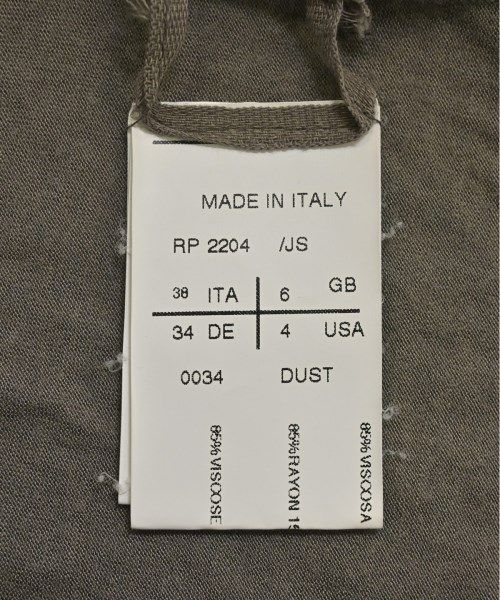 MADE IN ITALY
RP 2204 /JS
38 ITA 6 GB
34 DE 4 USA
0034 DUST
85% VISCOSE
85% RAYON 15
85% VISCOSA